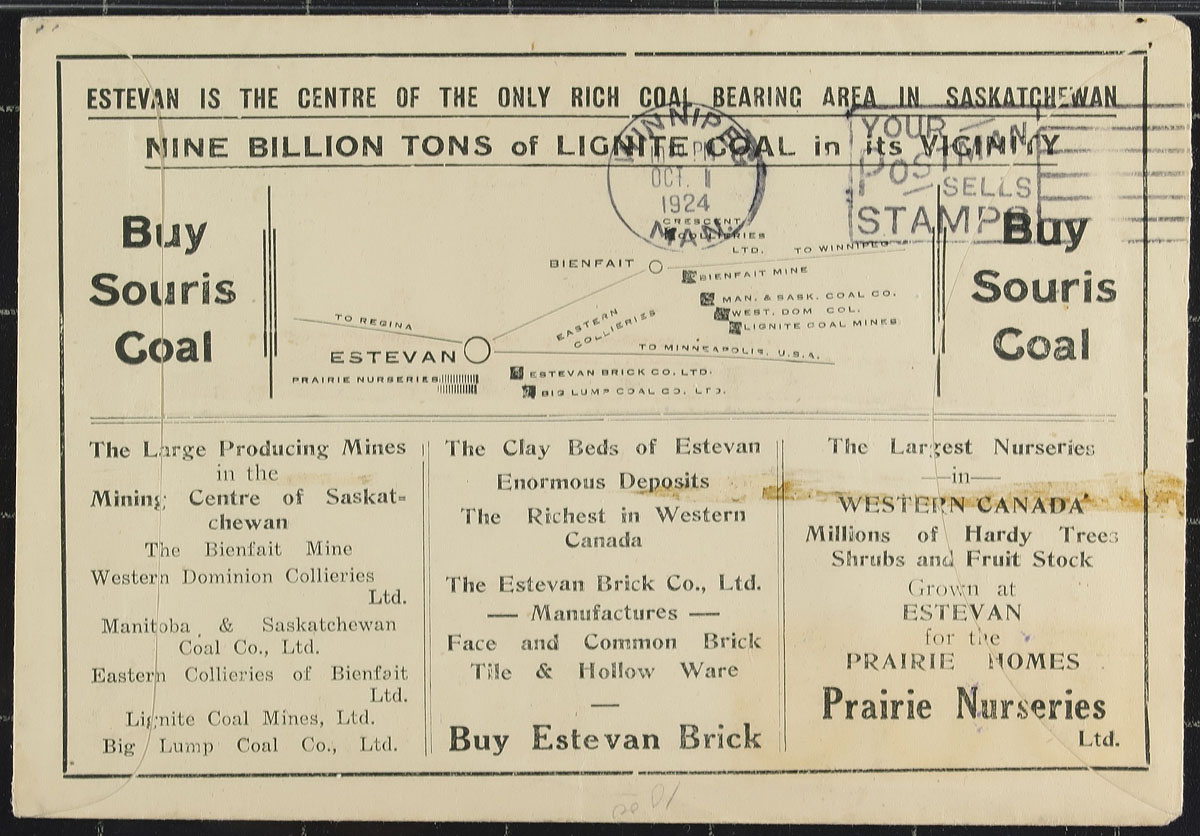 ESTEVAN IS THE CENTRE OF THE ONLY RICH COAL BEARING AREA IN SASKATCHEWAN
NINE BILLION TONS of LIGNITE COAL in its VICINITY
WINNIPEG
PM
OCT. 1
1924
MAN.
YOUR
POSTMAN
SELLS
STAMPS
Buy
Souris
Coal
CRESCENT
COLLIERIES
LTD.
TO WINNIPEG
BIENFAIT
BIENFAIT MINE
MAN. & SASK. COAL CO.
WEST. DOM COL.
LIGNITE COAL MINES
EASTERN
COLLIERIES
TO REGINA
ESTEVAN
TO MINNEAPOLIS, U.S.A.
PRAIRIE NURSERIES
ESTEVAN BRICK CO. LTD.
BIG LUMP COAL CO. LTD.
Buy
Souris
Coal
The Large Producing Mines
in the
Mining Centre of Saskat-
chewan
The Bienfait Mine
Western Dominion Collieries
Ltd.
Manitoba & Saskatchewan
Coal Co., Ltd.
Eastern Collieries of Bienfait
Ltd.
Lignite Coal Mines, Ltd.
Big Lump Coal Co., Ltd.
The Clay Beds of Estevan
Enormous Deposits
The Richest in Western
Canada
The Estevan Brick Co., Ltd.
— Manufactures —
Face and Common Brick
Tile & Hollow Ware
—
Buy Estevan Brick
The Largest Nurseries
—in—
WESTERN CANADA
Millions of Hardy Trees
Shrubs and Fruit Stock
Grown at
ESTEVAN
for the
PRAIRIE HOMES
Prairie Nurseries
Ltd.